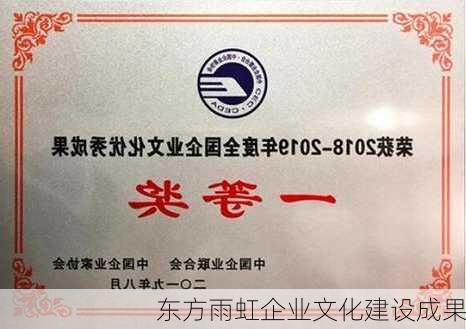 CEC·CEDA
荣获2018-2019年度全国企业文化优秀成果
一等奖
中国企业联合会 中国企业家协会
二〇一九年八月
东方雨虹企业文化建设成果